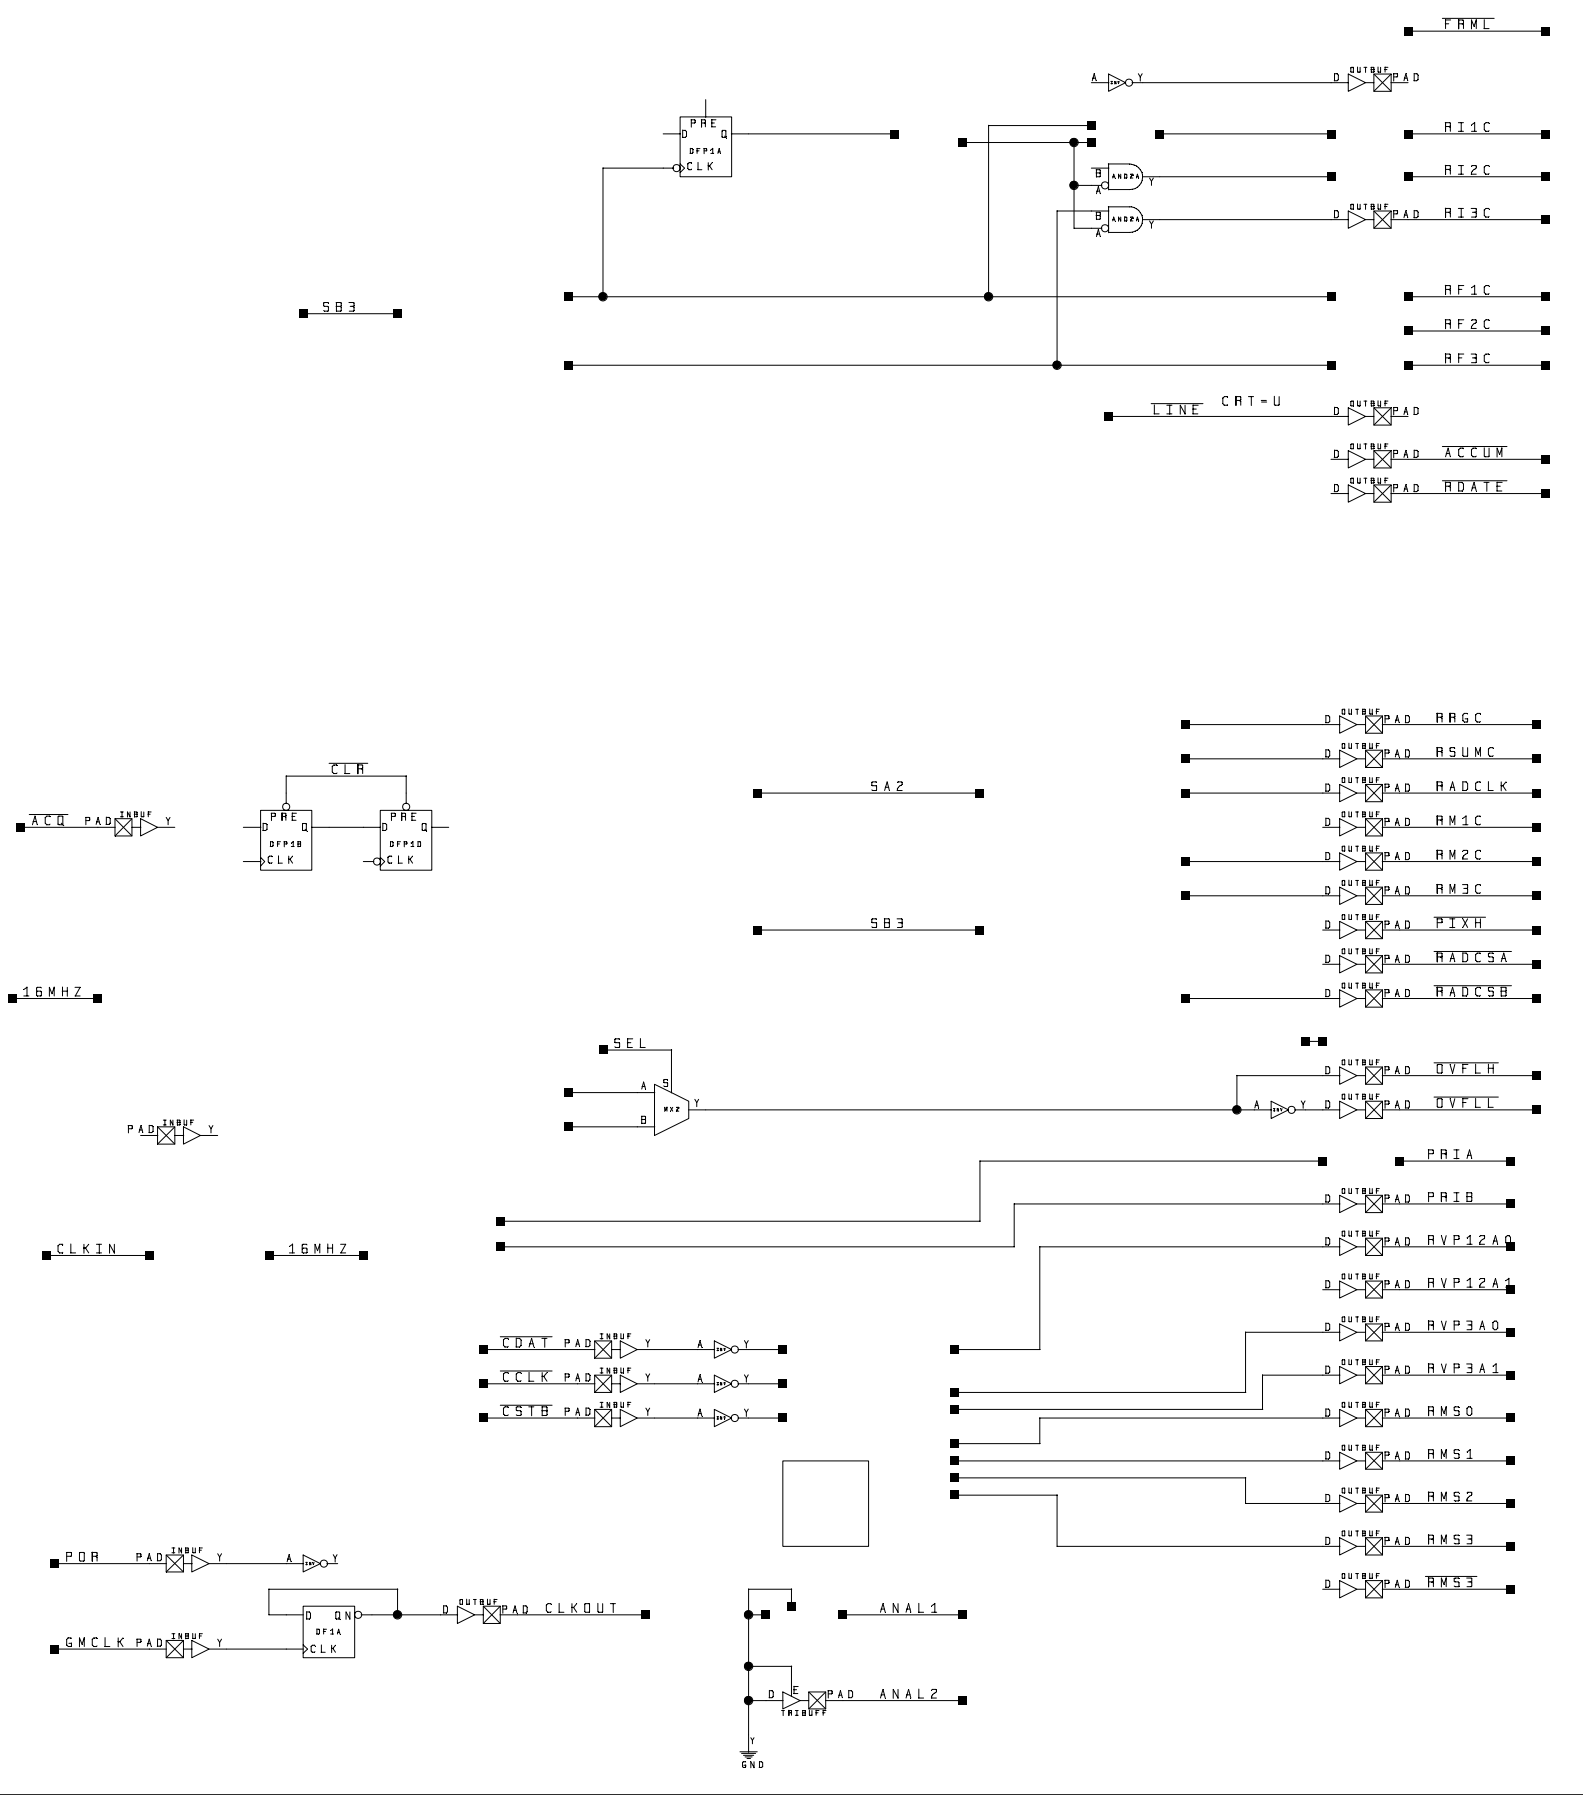 FRML
OUTBUF
A INV Y D PAD
PRE
D Q
DFP1A
CLK
RI1C
B AND2A Y
A
RI2C
OUTBUF
B AND2A Y
A
D PAD RI3C
RF1C
SB3
RF2C
RF3C
OUTBUF
LINE CRT=U D PAD
OUTBUF
D PAD ACCUM
OUTBUF
D PAD RDATE
OUTBUF
D PAD RRGC
OUTBUF
D PAD RSUMC
CLR
SA2
OUTBUF
D PAD RADCLK
INBUF
ACQ PAD Y
PRE
D Q
DFP1B
CLK
PRE
D Q
DFP1D
CLK
OUTBUF
D PAD RM1C
OUTBUF
D PAD RM2C
OUTBUF
D PAD RM3C
SB3
OUTBUF
D PAD PIXH
OUTBUF
D PAD RADCSA
16MHZ
OUTBUF
D PAD RADCSB
SEL
S
A
MX2 Y
B
OUTBUF
D PAD OVFLH
OUTBUF
A INV Y D PAD OVFLL
INBUF
PAD Y
PRIA
OUTBUF
D PAD PRIB
CLKIN
16MHZ
OUTBUF
D PAD RVP12A0
OUTBUF
D PAD RVP12A1
OUTBUF
D PAD RVP3A0
INBUF
CDAT PAD Y A INV Y
OUTBUF
D PAD RVP3A1
INBUF
CCLK PAD Y A INV Y
OUTBUF
D PAD RMS0
INBUF
CSTB PAD Y A INV Y
OUTBUF
D PAD RMS1
OUTBUF
D PAD RMS2
OUTBUF
D PAD RMS3
INBUF
POR PAD Y A INV Y
OUTBUF
D PAD RMS3
D QN
DF1A
CLK
OUTBUF
D PAD CLKOUT
ANAL1
INBUF
GMCLK PAD Y
E
D PAD ANAL2
TRIBUFF
Y
GND